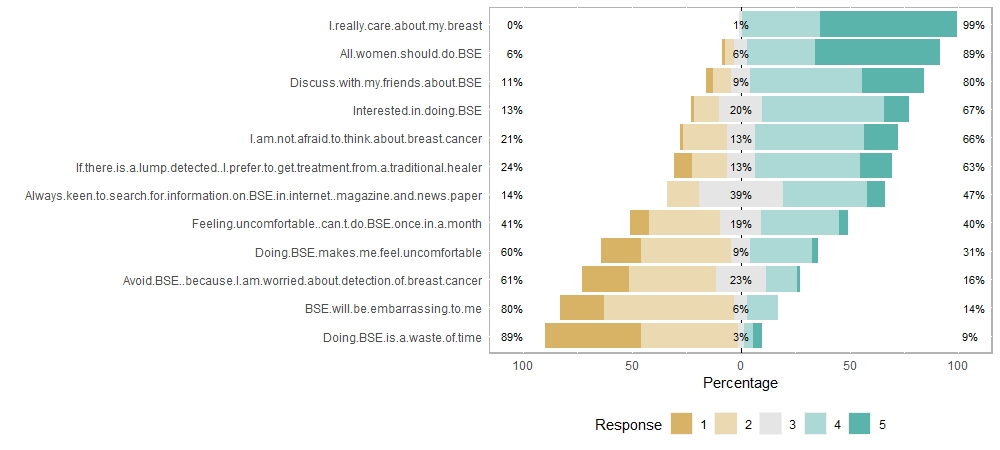 I.really.care.about.my.breast 0% 1% 99%
All.women.should.do.BSE 6% 6% 89%
Discuss.with.my.friends.about.BSE 11% 9% 80%
Interested.in.doing.BSE 13% 20% 67%
I.am.not.afraid.to.think.about.breast.cancer 21% 13% 66%
If.there.is.a.lump.detected..I.prefer.to.get.treatment.from.a.traditional.healer 24% 13% 63%
Always.keen.to.search.for.information.on.BSE.in.internet..magazine.and.news.paper 14% 39% 47%
Feeling.uncomfortable..can.t.do.BSE.once.in.a.month 41% 19% 40%
Doing.BSE.makes.me.feel.uncomfortable 60% 9% 31%
Avoid.BSE..because.I.am.worried.about.detection.of.breast.cancer 61% 23% 16%
BSE.will.be.embarrassing.to.me 80% 6% 14%
Doing.BSE.is.a.waste.of.time 89% 3% 9%
100 50 0 50 100
Percentage
Response 1 2 3 4 5